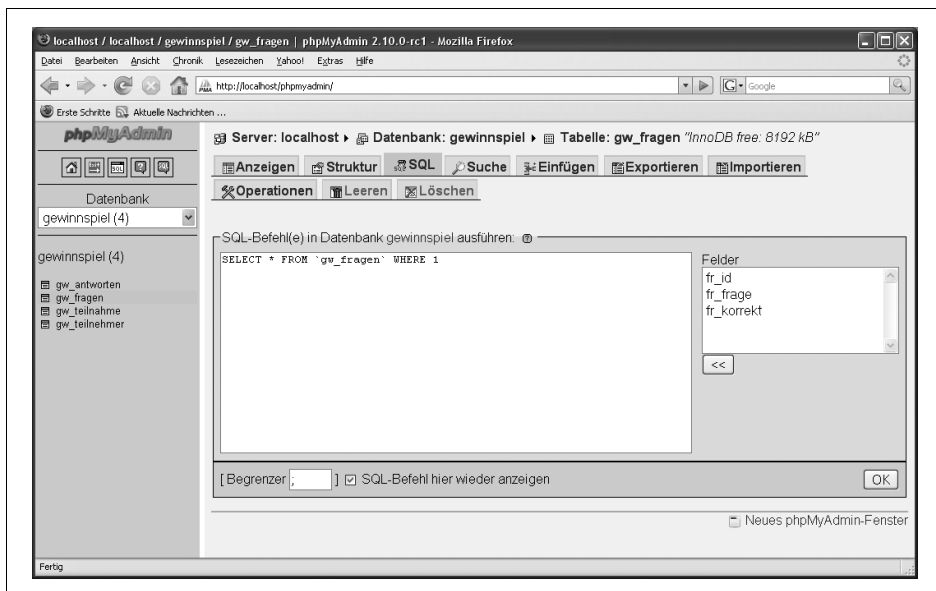 localhost / localhost / gewinnspiel / gw_fragen | phpMyAdmin 2.10.0-rc1 - Mozilla Firefox
Datei Bearbeiten Ansicht Chronik Lesezeichen Yahoo! Extras Hilfe
PMA http://localhost/phpmyadmin/ G Google
Erste Schritte Aktuelle Nachrichten ...
phpMyAdmin
SQL
Datenbank
gewinnspiel (4)
gewinnspiel (4)
gw_antworten
gw_fragen
gw_teilnahme
gw_teilnehmer
Server: localhost ▸ Datenbank: gewinnspiel ▸ Tabelle: gw_fragen "InnoDB free: 8192 kB"
Anzeigen Struktur SQL Suche Einfügen Exportieren Importieren
Operationen Leeren Löschen
SQL-Befehl(e) in Datenbank gewinnspiel ausführen:
SELECT * FROM `gw_fragen` WHERE 1
Felder
fr_id
fr_frage
fr_korrekt
<<
[ Begrenzer ; ] SQL-Befehl hier wieder anzeigen OK
Neues phpMyAdmin-Fenster
Fertig